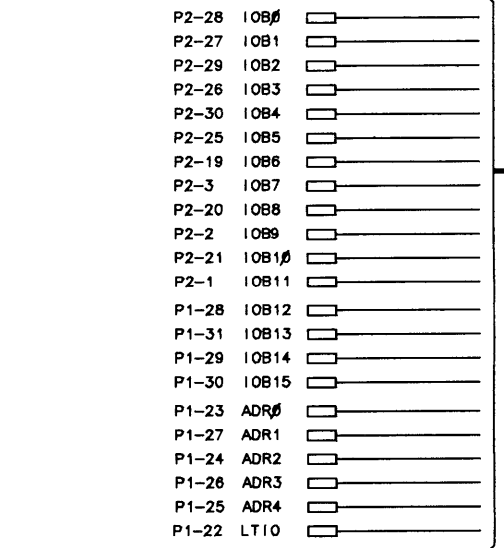 P2-28 IOB0
P2-27 IOB1
P2-29 IOB2
P2-26 IOB3
P2-30 IOB4
P2-25 IOB5
P2-19 IOB6
P2-3 IOB7
P2-20 IOB8
P2-2 IOB9
P2-21 IOB10
P2-1 IOB11
P1-28 IOB12
P1-31 IOB13
P1-29 IOB14
P1-30 IOB15
P1-23 ADR0
P1-27 ADR1
P1-24 ADR2
P1-26 ADR3
P1-25 ADR4
P1-22 LTIO